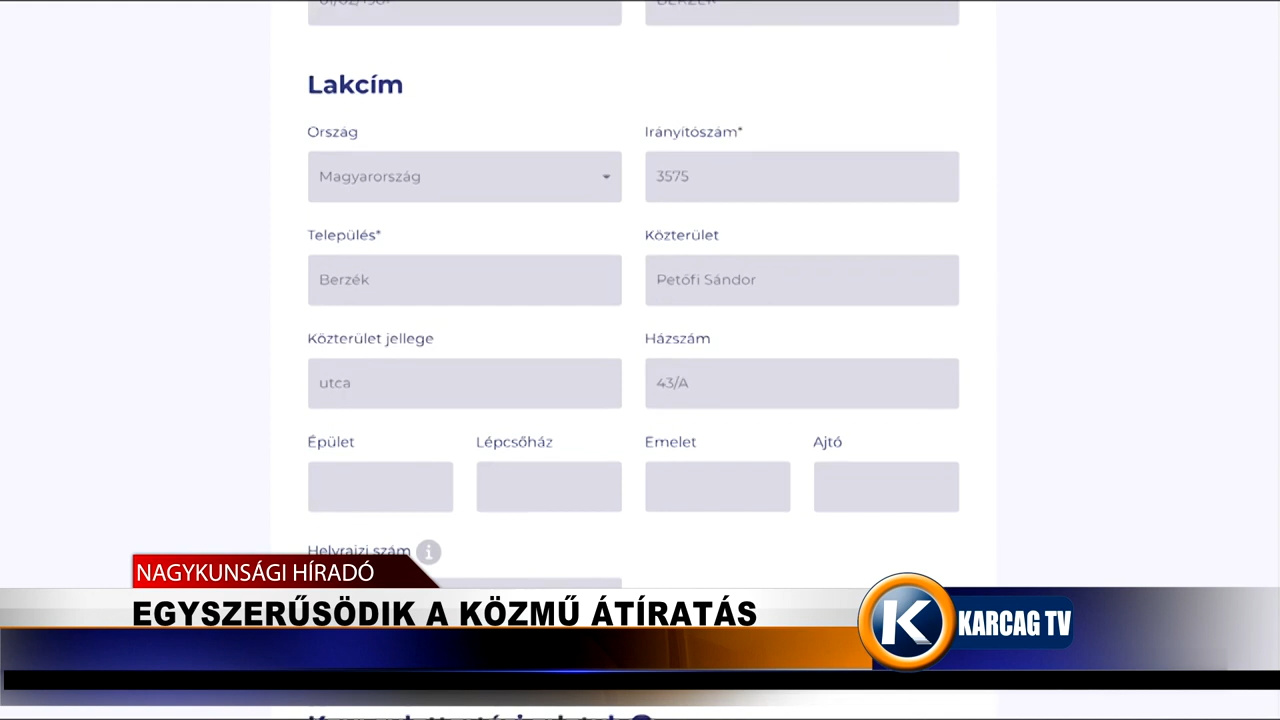 BERZÉK
Lakcím
Ország Irányítószám*
Magyarország 3575
Település* Közterület
Berzék Petőfi Sándor
Közterület jellege Házszám
utca 43/A
Épület Lépcsőház Emelet Ajtó
Helyrajzi szám
NAGYKUNSÁGI HÍRADÓ
EGYSZERŰSÖDIK A KÖZMŰ ÁTÍRATÁS
K KARCAG TV